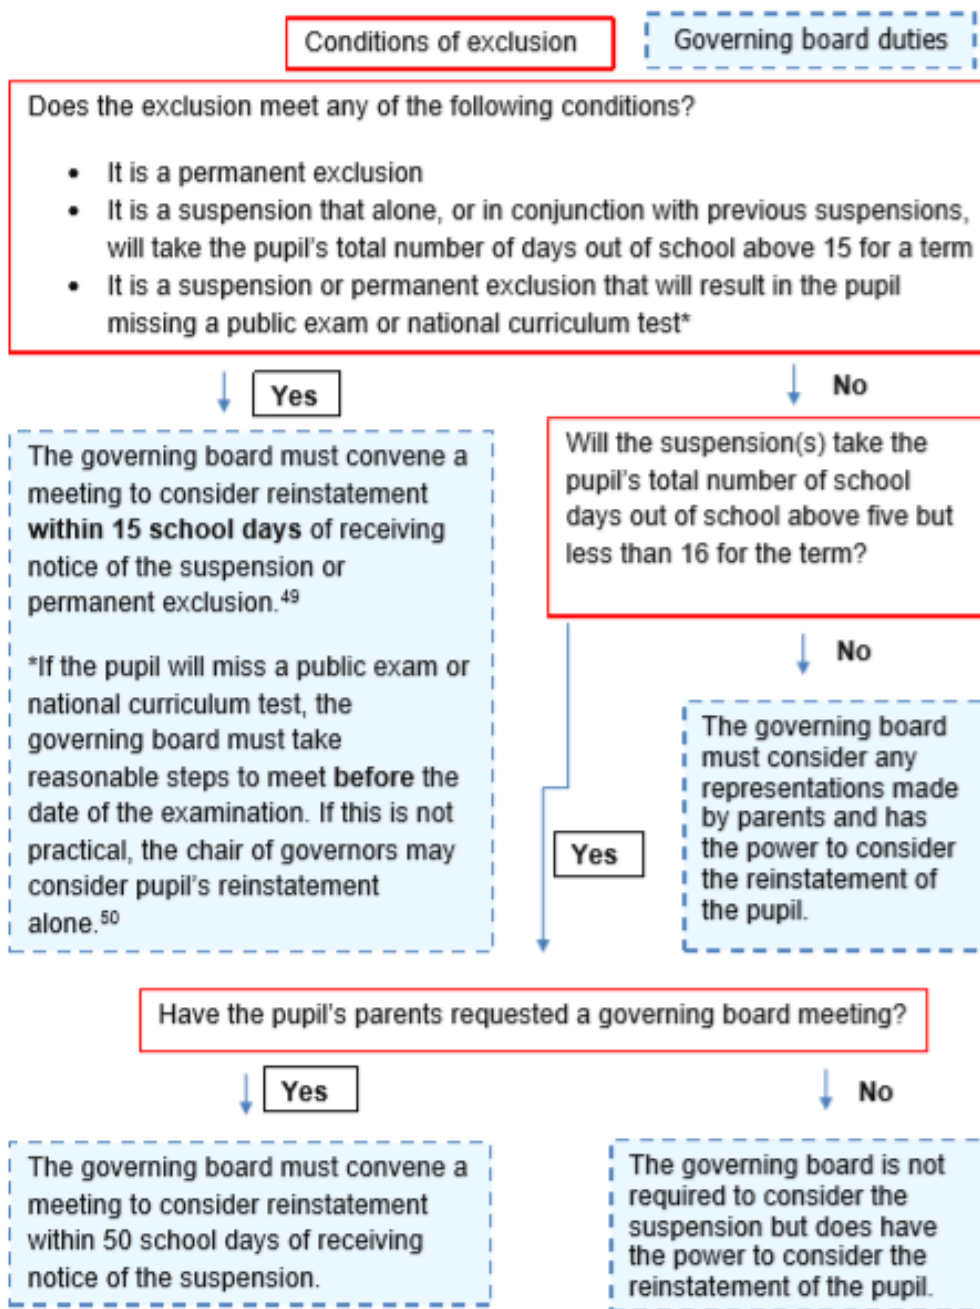 Conditions of exclusion
Governing board duties
Does the exclusion meet any of the following conditions?
• It is a permanent exclusion
• It is a suspension that alone, or in conjunction with previous suspensions,
will take the pupil's total number of days out of school above 15 for a term
• It is a suspension or permanent exclusion that will result in the pupil
missing a public exam or national curriculum test*
Yes
No
The governing board must convene a
meeting to consider reinstatement
within 15 school days of receiving
notice of the suspension or
permanent exclusion.49
*If the pupil will miss a public exam or
national curriculum test, the
governing board must take
reasonable steps to meet before the
date of the examination. If this is not
practical, the chair of governors may
consider pupil's reinstatement
alone.50
Will the suspension(s) take the
pupil's total number of school
days out of school above five but
less than 16 for the term?
No
The governing board
must consider any
representations made
by parents and has
the power to consider
the reinstatement of
the pupil.
Yes
Have the pupil's parents requested a governing board meeting?
Yes
No
The governing board must convene a
meeting to consider reinstatement
within 50 school days of receiving
notice of the suspension.
The governing board is not
required to consider the
suspension but does have
the power to consider the
reinstatement of the pupil.